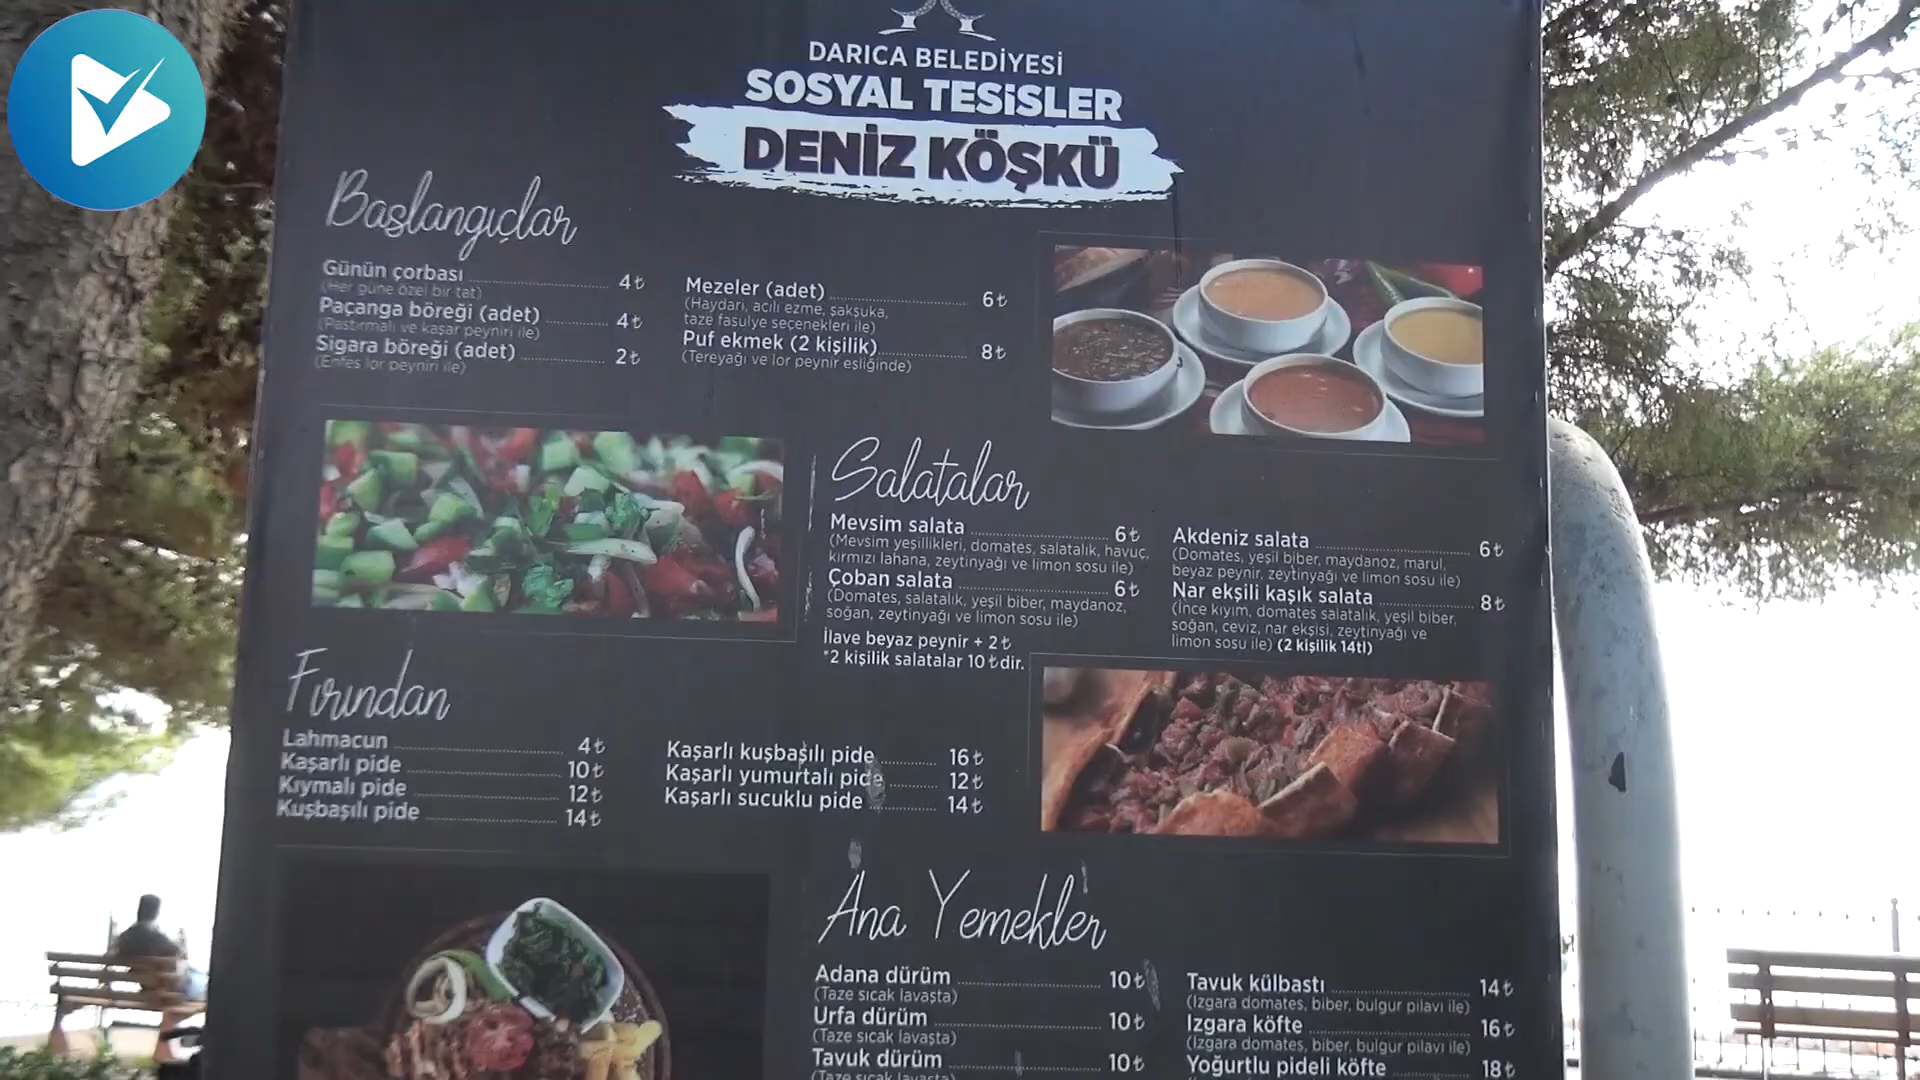 DARICA BELEDİYESİ
SOSYAL TESİSLER
DENİZ KÖŞKÜ
Başlangıçlar
Günün çorbası 4₺
(Her güne özel bir tat)
Paçanga böreği (adet) 4₺
(Pastırmalı ve kaşar peyniri ile)
Sigara böreği (adet) 2₺
(Enfes lor peyniri ile)
Mezeler (adet) 6₺
(Haydari, acılı ezme, şakşuka,
taze fasulye seçenekleri ile)
Puf ekmek (2 kişilik) 8₺
(Tereyağı ve lor peynir eşliğinde)
Salatalar
Mevsim salata 6₺
(Mevsim yeşillikleri, domates, salatalık, havuç,
kırmızı lahana, zeytinyağı ve limon sosu ile)
Çoban salata 6₺
(Domates, salatalık, yeşil biber, maydanoz,
soğan, zeytinyağı ve limon sosu ile)
İlave beyaz peynir + 2₺
*2 kişilik salatalar 10₺dir.
Akdeniz salata 6₺
(Domates, yeşil biber, maydanoz, marul,
beyaz peynir, zeytinyağı ve limon sosu ile)
Nar ekşili kaşık salata 8₺
(İnce kıyım, domates salatalık, yeşil biber,
soğan, ceviz, nar ekşisi, zeytinyağı ve
limon sosu ile) (2 kişilik 14tl)
Fırından
Lahmacun 4₺
Kaşarlı pide 10₺
Kıymalı pide 12₺
Kuşbaşılı pide 14₺
Kaşarlı kuşbaşılı pide 16₺
Kaşarlı yumurtalı pide 12₺
Kaşarlı sucuklu pide 14₺
Ana Yemekler
Adana dürüm 10₺
(Taze sıcak lavaşta)
Urfa dürüm 10₺
(Taze sıcak lavaşta)
Tavuk dürüm 10₺
(Taze sıcak lavaşta)
Tavuk külbastı 14₺
(Izgara domates, biber, bulgur pilavı ile)
Izgara köfte 16₺
(Izgara domates, biber, bulgur pilavı ile)
Yoğurtlu pideli köfte 18₺